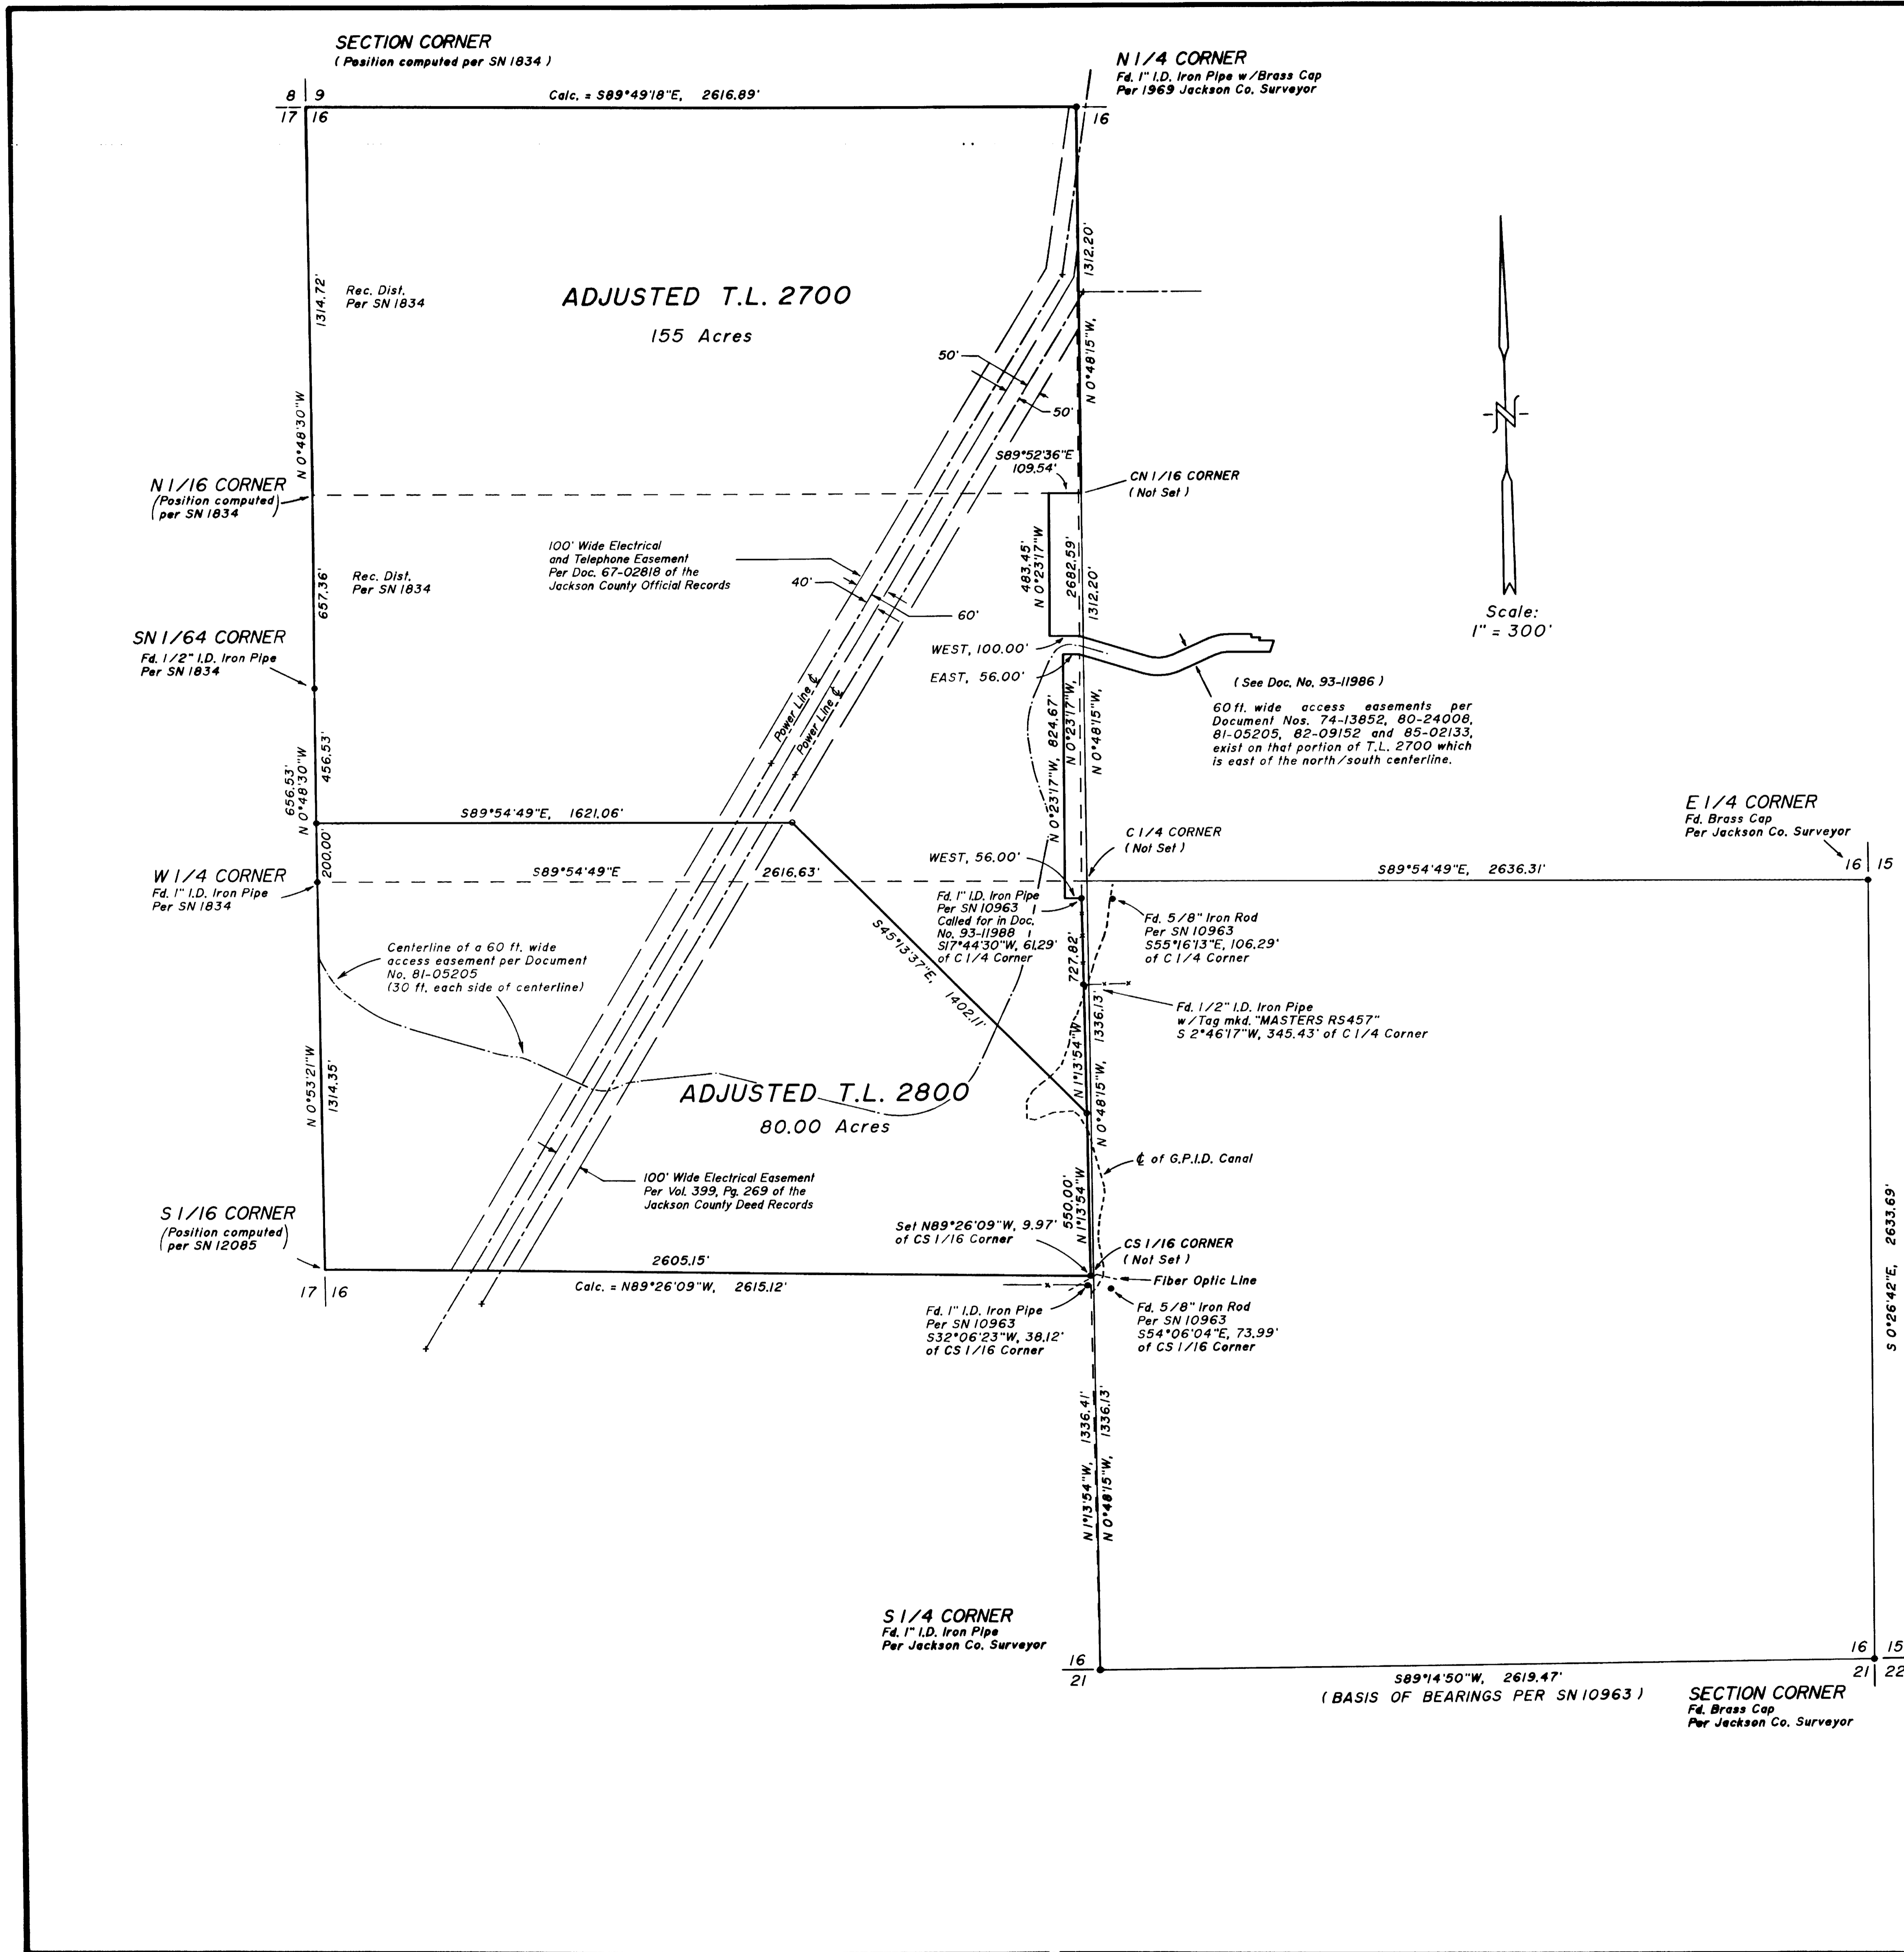 SECTION CORNER
( Position computed per SN 1834 )
N 1/4 CORNER
Fd. 1" I.D. Iron Pipe w/Brass Cap
Per 1969 Jackson Co. Surveyor
8 9
17 16
Calc. = S89°49'18"E, 2616.89'
16
1314.72'
Rec. Dist.
Per SN 1834
N 0°48'30"W
ADJUSTED T.L. 2700
155 Acres
1312.20'
N 0°48'15"W,
50'
50'
S89°52'36"E
109.54'
CN 1/16 CORNER
( Not Set )
N
Scale:
1" = 300'
N 1/16 CORNER
(Position computed)
per SN 1834
100' Wide Electrical
and Telephone Easement
Per Doc. 67-02818 of the
Jackson County Official Records
40'
60'
483.45'
N 0°23'17"W
2682.59'
1312.20'
657.36'
Rec. Dist.
Per SN 1834
SN 1/64 CORNER
Fd. 1/2" I.D. Iron Pipe
Per SN 1834
WEST, 100.00'
EAST, 56.00'
( See Doc. No. 93-11986 )
60 ft. wide access easements per
Document Nos. 74-13852, 80-24008,
81-05205, 82-09152 and 85-02133,
exist on that portion of T.L. 2700 which
is east of the north/south centerline.
Power Line ℄
Power Line ℄
N 0°23'17"W, 824.67'
N 0°23'17"W,
N 0°48'15"W,
656.53'
N 0°48'30"W
456.53'
200.00'
S89°54'49"E, 1621.06'
W 1/4 CORNER
Fd. 1" I.D. Iron Pipe
Per SN 1834
S89°54'49"E 2616.63'
C 1/4 CORNER
( Not Set )
WEST, 56.00'
E 1/4 CORNER
Fd. Brass Cap
Per Jackson Co. Surveyor
16 15
S89°54'49"E, 2636.31'
Fd. 1" I.D. Iron Pipe
Per SN 10963
Called for in Doc.
No. 93-11988
S17°44'30"W, 61.29'
of C 1/4 Corner
Fd. 5/8" Iron Rod
Per SN 10963
S55°16'13"E, 106.29'
of C 1/4 Corner
727.82'
N 1°13'54"W
1336.13'
N 0°48'15"W,
Fd. 1/2" I.D. Iron Pipe
w/Tag mkd. "MASTERS RS457"
S 2°46'17"W, 345.43' of C 1/4 Corner
Centerline of a 60 ft. wide
access easement per Document
No. 81-05205
(30 ft. each side of centerline)
S45°13'37"E, 1402.11'
N 0°53'21"W
1314.35'
ADJUSTED T.L. 2800
80.00 Acres
100' Wide Electrical Easement
Per Vol. 399, Pg. 269 of the
Jackson County Deed Records
℄ of G.P.I.D. Canal
550.00'
N 1°13'54"W
S 1/16 CORNER
(Position computed)
per SN 12085
Set N89°26'09"W, 9.97'
of CS 1/16 Corner
CS 1/16 CORNER
( Not Set )
Fiber Optic Line
2605.15'
Calc. = N89°26'09"W, 2615.12'
17 16
Fd. 1" I.D. Iron Pipe
Per SN 10963
S32°06'23"W, 38.12'
of CS 1/16 Corner
Fd. 5/8" Iron Rod
Per SN 10963
S54°06'04"E, 73.99'
of CS 1/16 Corner
S 0°26'42"E, 2633.69'
N 1°13'54"W, 1336.41'
N 0°48'15"W, 1336.13'
S 1/4 CORNER
Fd. 1" I.D. Iron Pipe
Per Jackson Co. Surveyor
16
21
S89°14'50"W, 2619.47'
( BASIS OF BEARINGS PER SN 10963 )
16 15
21 22
SECTION CORNER
Fd. Brass Cap
Per Jackson Co. Surveyor